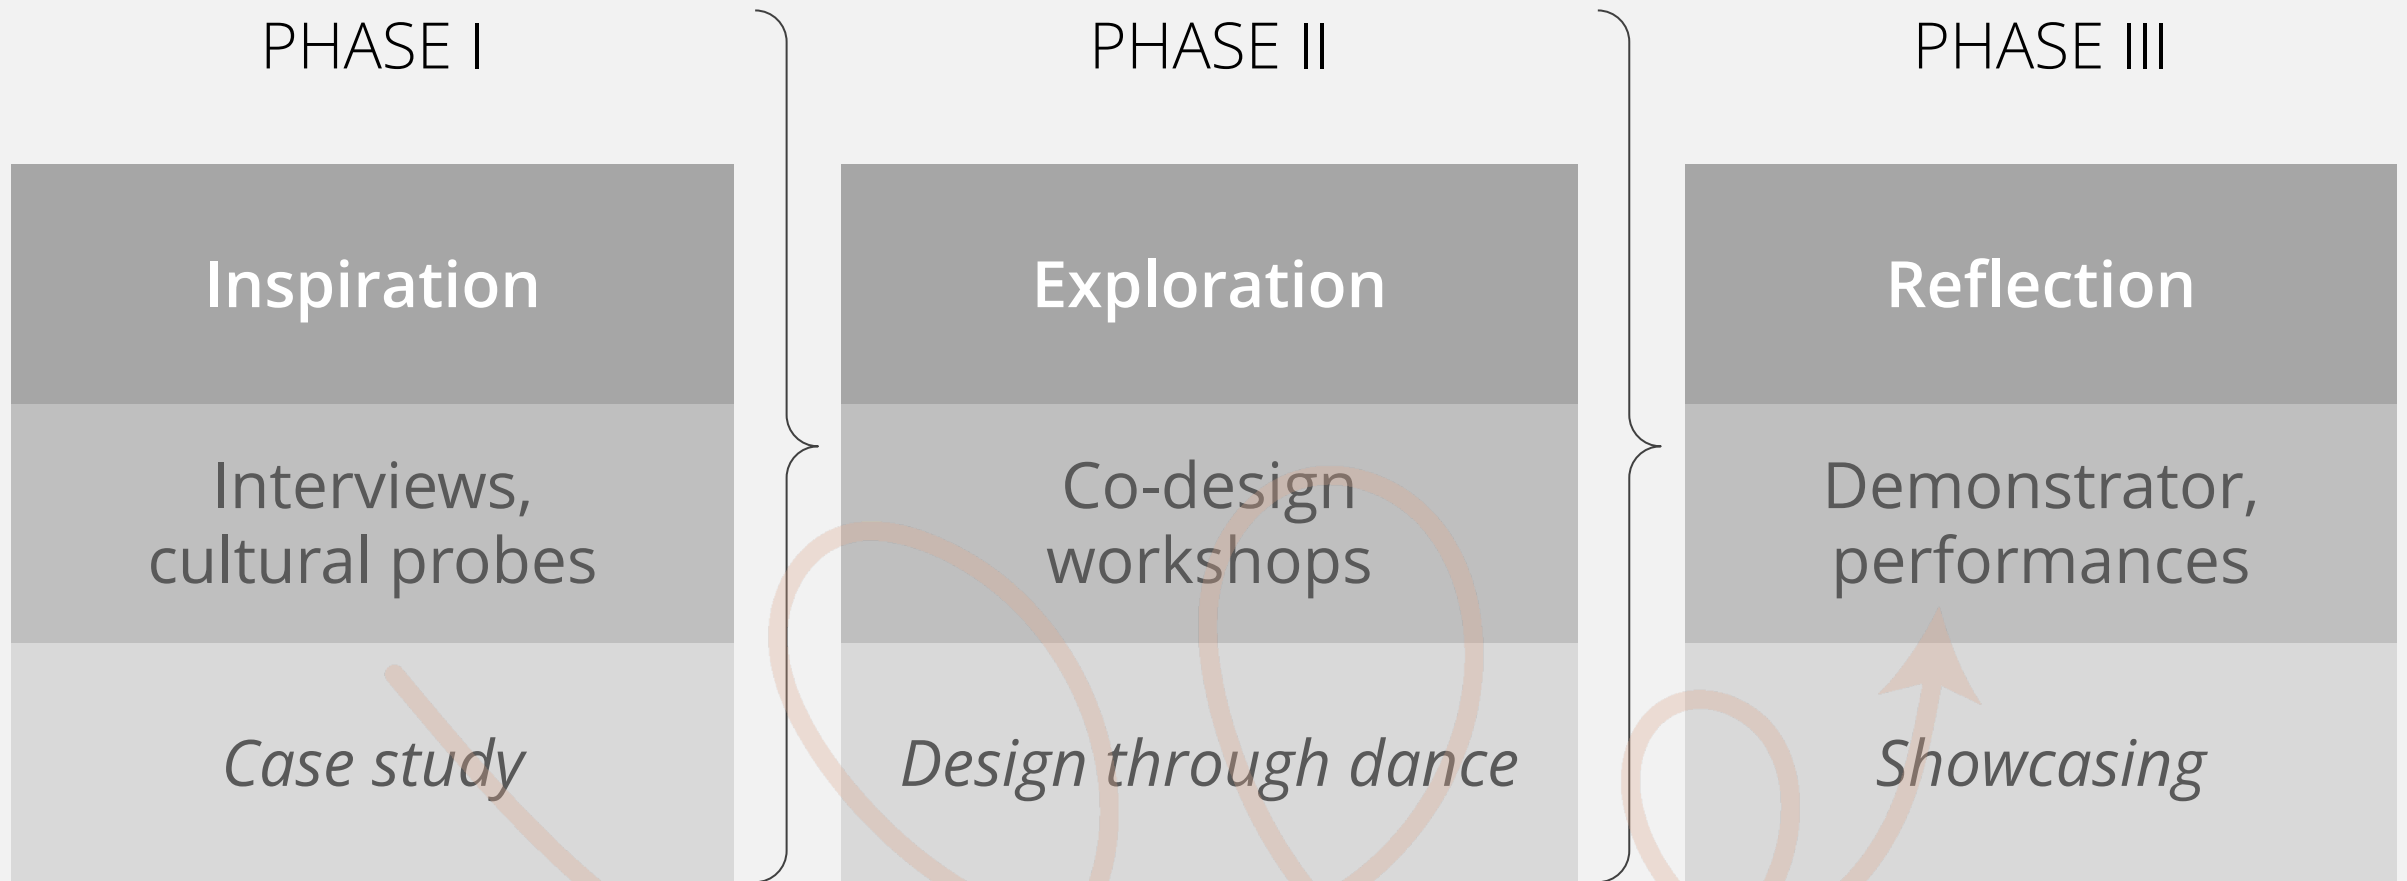 PHASE I
PHASE II
PHASE III
Inspiration
Exploration
Reflection
Interviews,
cultural probes
Co-design
workshops
Demonstrator,
performances
Case study
Design through dance
Showcasing